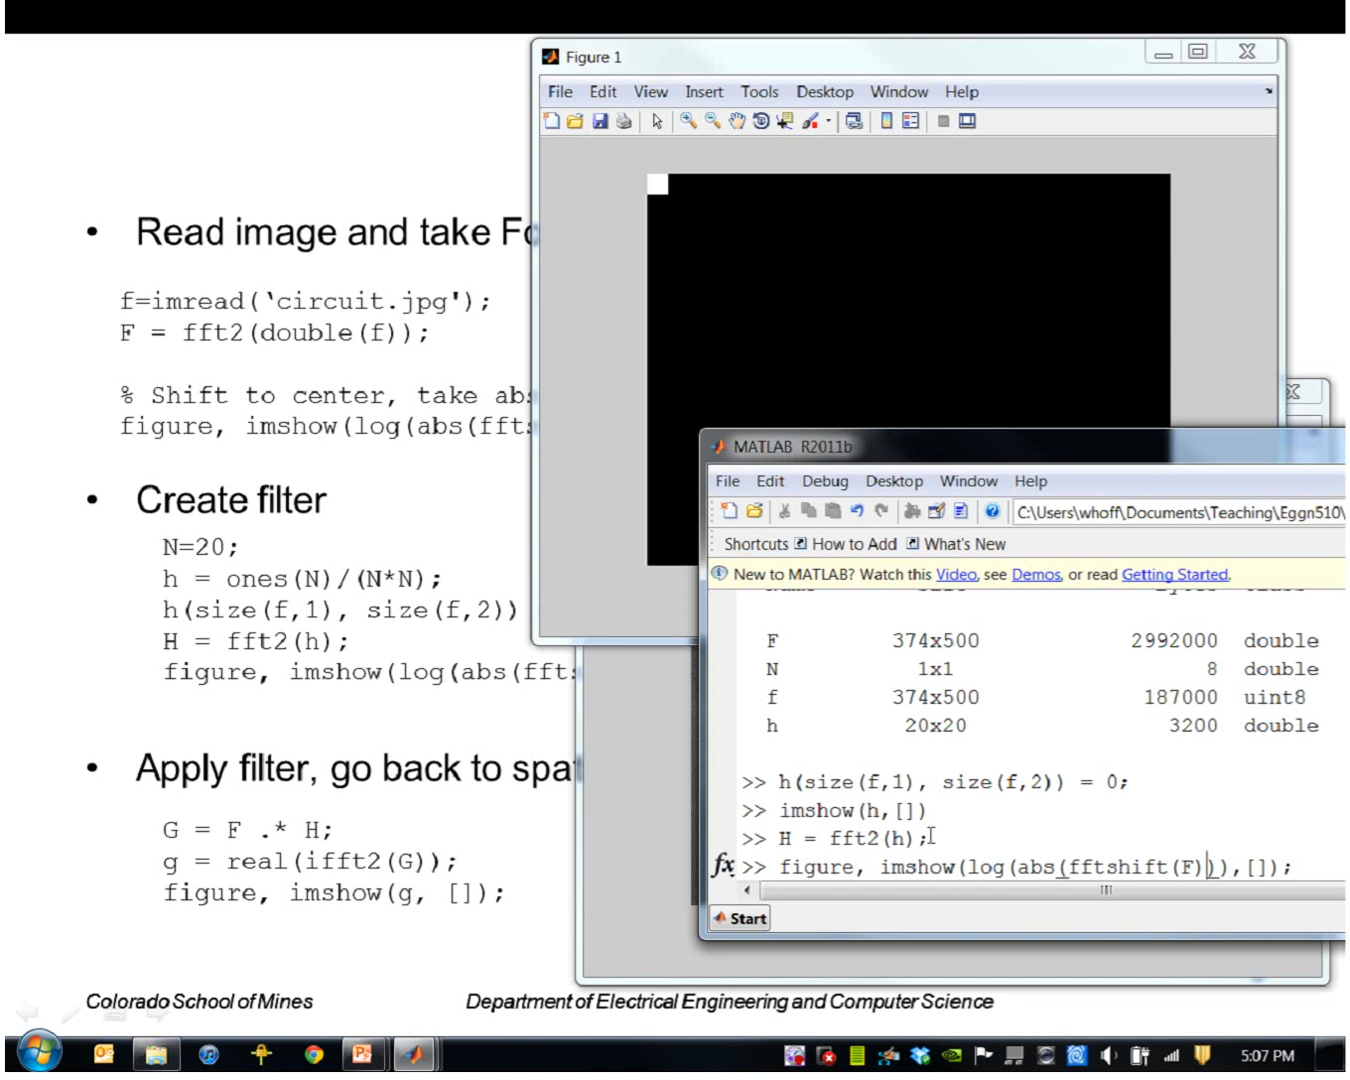 Figure 1
File Edit View Insert Tools Desktop Window Help
• Read image and take Fo
f=imread(‘circuit.jpg');
F = fft2(double(f));
% Shift to center, take abs
figure, imshow(log(abs(ffts
• Create filter
N=20;
h = ones(N)/(N*N);
h(size(f,1), size(f,2))
H = fft2(h);
figure, imshow(log(abs(ffts
• Apply filter, go back to spat
G = F .* H;
g = real(ifft2(G));
figure, imshow(g, []);
MATLAB R2011b
File Edit Debug Desktop Window Help
C:\Users\whoff\Documents\Teaching\Eggn510\
Shortcuts How to Add What's New
New to MATLAB? Watch this Video, see Demos, or read Getting Started.
F 374x500 2992000 double
N 1x1 8 double
f 374x500 187000 uint8
h 20x20 3200 double
>> h(size(f,1), size(f,2)) = 0;
>> imshow(h,[])
>> H = fft2(h);
fx >> figure, imshow(log(abs(fftshift(F))),[]);
Start
Colorado School of Mines Department of Electrical Engineering and Computer Science
5:07 PM